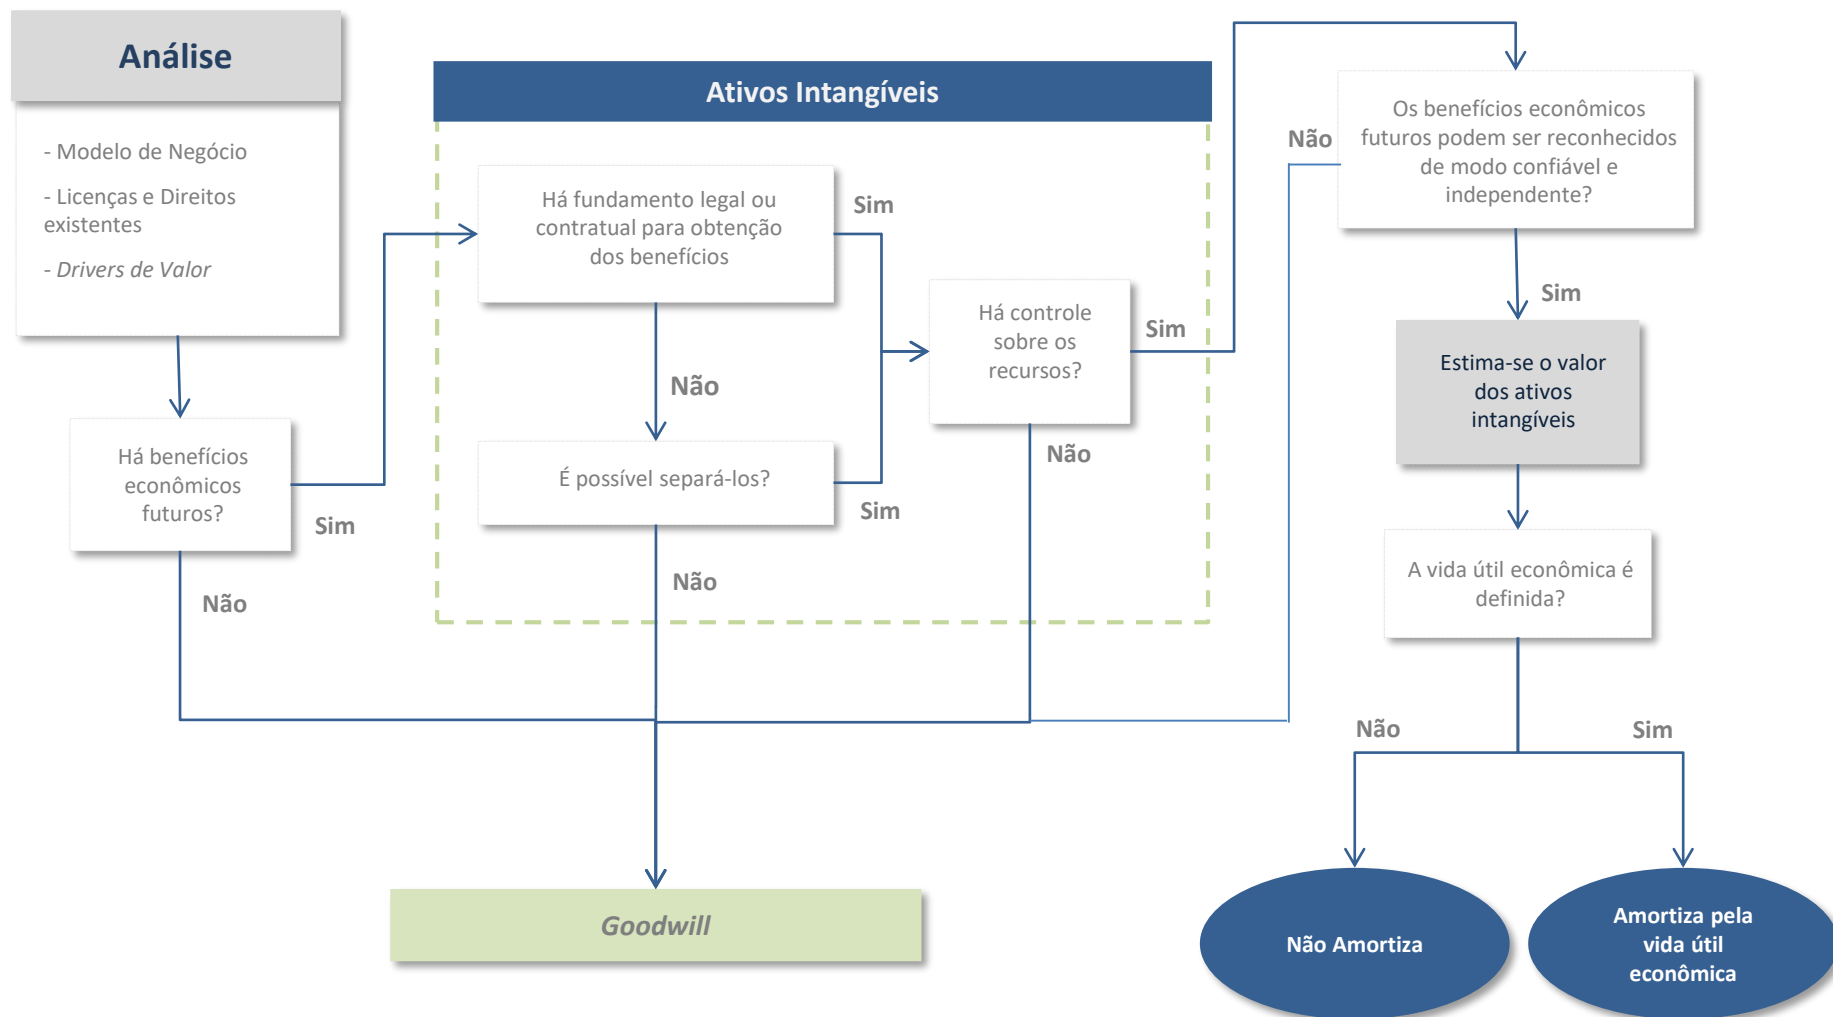 Análise
- Modelo de Negócio
- Licenças e Direitos
existentes
- Drivers de Valor
Há benefícios
econômicos
futuros?
Sim
Não
Ativos Intangíveis
Há fundamento legal ou
contratual para obtenção
dos benefícios
Sim
Não
É possível separá-los?
Sim
Não
Há controle
sobre os
recursos?
Sim
Não
Os benefícios econômicos
futuros podem ser reconhecidos
de modo confiável e
independente?
Não
Sim
Estima-se o valor
dos ativos
intangíveis
A vida útil econômica é
definida?
Não
Sim
Goodwill
Não Amortiza
Amortiza pela
vida útil
econômica